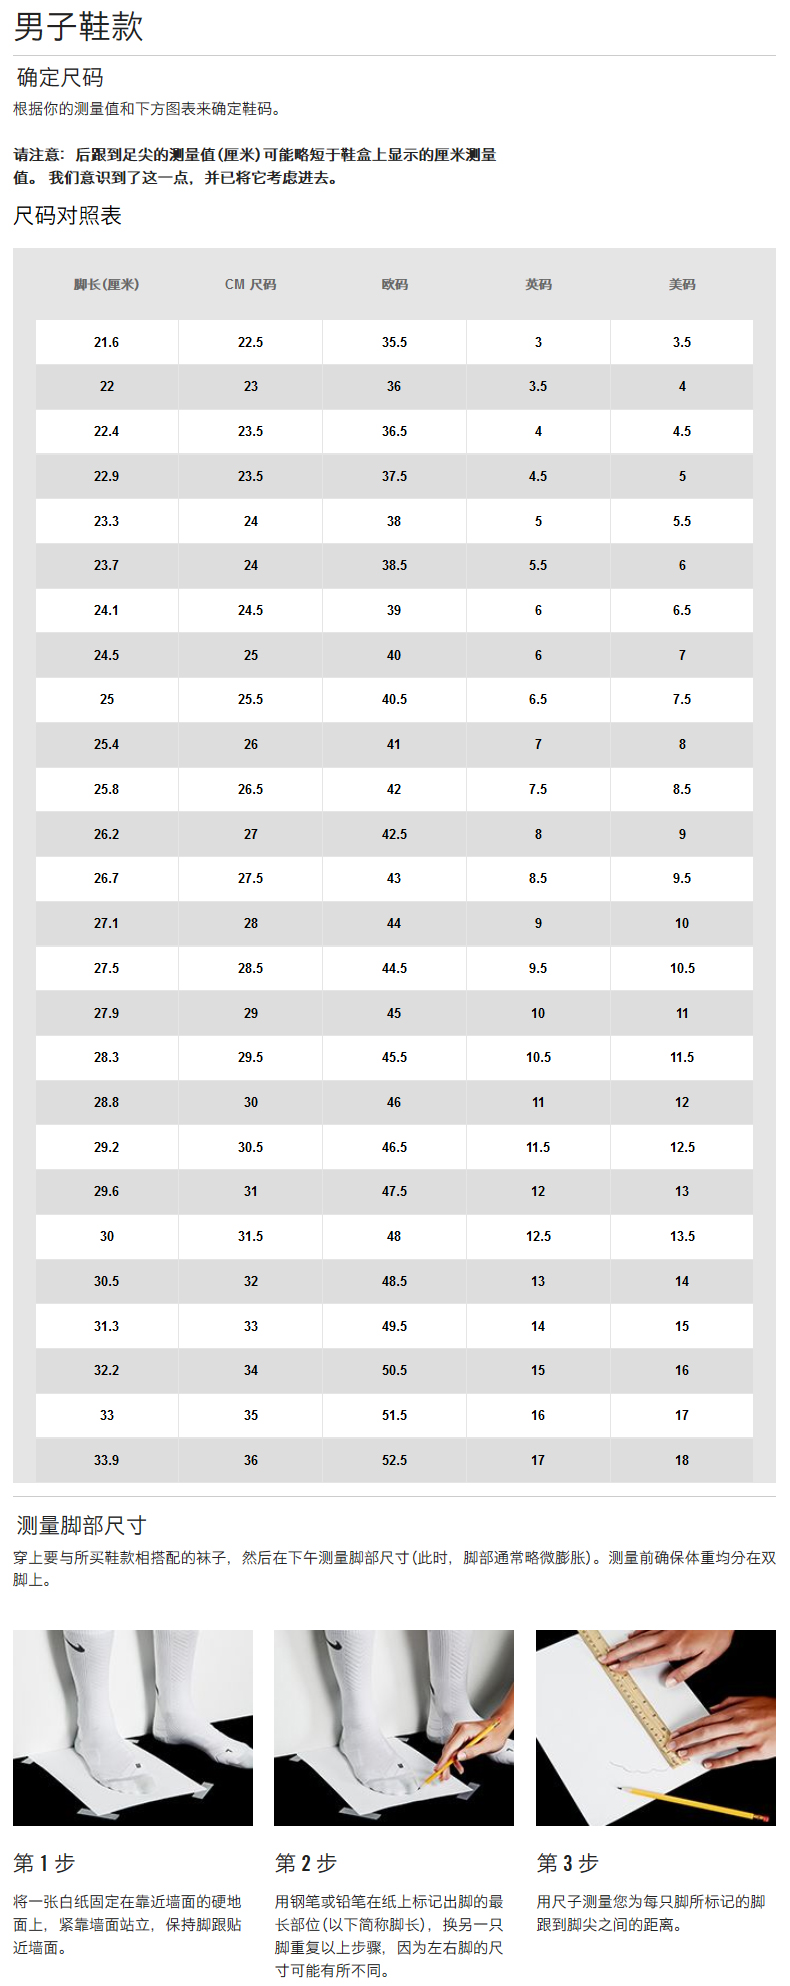 男子鞋款
确定尺码
根据你的测量值和下方图表来确定鞋码。
请注意: 后跟到足尖的测量值(厘米)可能略短于鞋盒上显示的厘米测量
值。 我们意识到了这一点，并已将它考虑进去。
尺码对照表
脚长(厘米) CM 尺码 欧码 英码 美码
21.6 22.5 35.5 3 3.5
22 23 36 3.5 4
22.4 23.5 36.5 4 4.5
22.9 23.5 37.5 4.5 5
23.3 24 38 5 5.5
23.7 24 38.5 5.5 6
24.1 24.5 39 6 6.5
24.5 25 40 6 7
25 25.5 40.5 6.5 7.5
25.4 26 41 7 8
25.8 26.5 42 7.5 8.5
26.2 27 42.5 8 9
26.7 27.5 43 8.5 9.5
27.1 28 44 9 10
27.5 28.5 44.5 9.5 10.5
27.9 29 45 10 11
28.3 29.5 45.5 10.5 11.5
28.8 30 46 11 12
29.2 30.5 46.5 11.5 12.5
29.6 31 47.5 12 13
30 31.5 48 12.5 13.5
30.5 32 48.5 13 14
31.3 33 49.5 14 15
32.2 34 50.5 15 16
33 35 51.5 16 17
33.9 36 52.5 17 18
测量脚部尺寸
穿上要与所买鞋款相搭配的袜子，然后在下午测量脚部尺寸(此时，脚部通常略微膨胀)。测量前确保体重均分在双
脚上。
第 1 步
将一张白纸固定在靠近墙面的硬地
面上，紧靠墙面站立，保持脚跟贴
近墙面。
第 2 步
用钢笔或铅笔在纸上标记出脚的最
长部位(以下简称脚长)，换另一只
脚重复以上步骤，因为左右脚的尺
寸可能有所不同。
第 3 步
用尺子测量您为每只脚所标记的脚
跟到脚尖之间的距离。